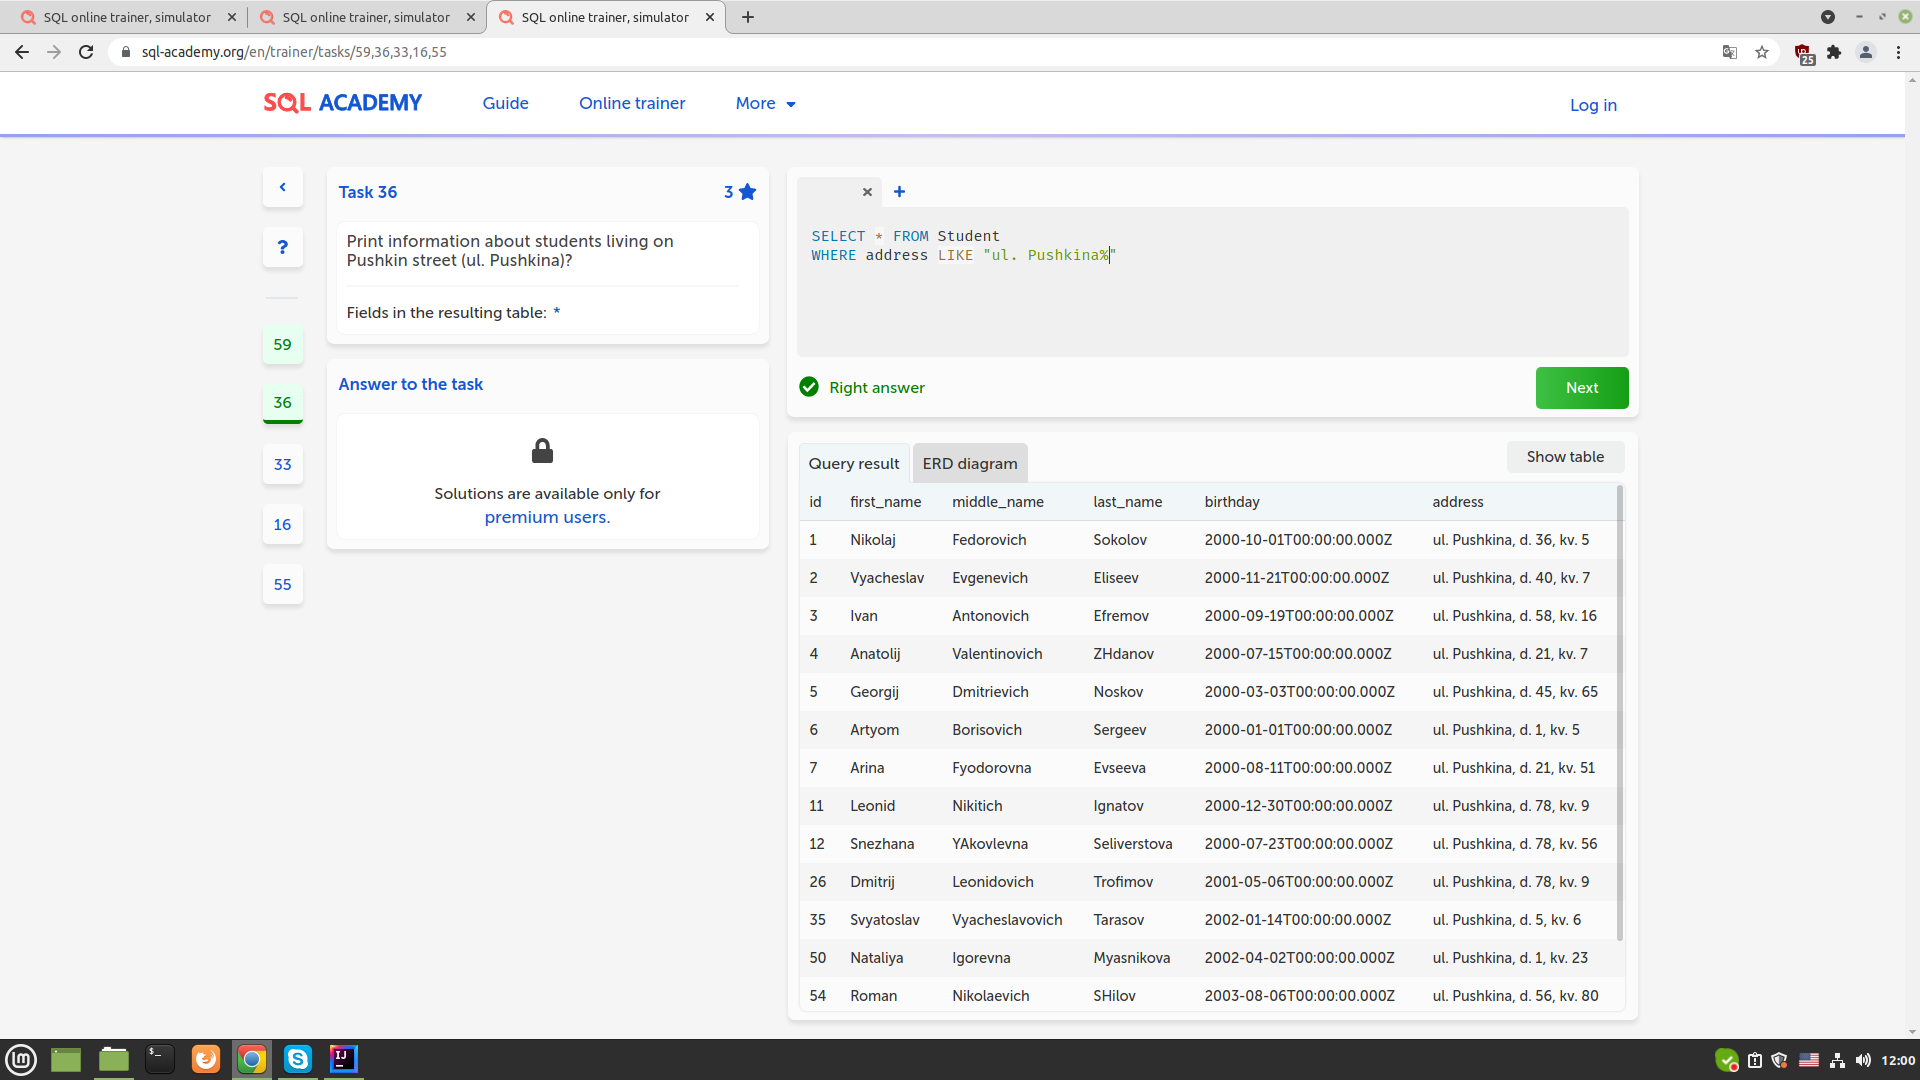 SQL online trainer, simulator
SQL online trainer, simulator
SQL online trainer, simulator
sql-academy.org/en/trainer/tasks/59,36,33,16,55
25
SQL ACADEMY
Guide
Online trainer
More
Log in
?
59
36
33
16
55
Task 36
3
Print information about students living on
Pushkin street (ul. Pushkina)?
Fields in the resulting table: *
Answer to the task
Solutions are available only for
premium users.
SELECT * FROM Student
WHERE address LIKE "ul. Pushkina%"
Right answer
Next
Query result
ERD diagram
Show table
id first_name middle_name last_name birthday address
1 Nikolaj Fedorovich Sokolov 2000-10-01T00:00:00.000Z ul. Pushkina, d. 36, kv. 5
2 Vyacheslav Evgenevich Eliseev 2000-11-21T00:00:00.000Z ul. Pushkina, d. 40, kv. 7
3 Ivan Antonovich Efremov 2000-09-19T00:00:00.000Z ul. Pushkina, d. 58, kv. 16
4 Anatolij Valentinovich ZHdanov 2000-07-15T00:00:00.000Z ul. Pushkina, d. 21, kv. 7
5 Georgij Dmitrievich Noskov 2000-03-03T00:00:00.000Z ul. Pushkina, d. 45, kv. 65
6 Artyom Borisovich Sergeev 2000-01-01T00:00:00.000Z ul. Pushkina, d. 1, kv. 5
7 Arina Fyodorovna Evseeva 2000-08-11T00:00:00.000Z ul. Pushkina, d. 21, kv. 51
11 Leonid Nikitich Ignatov 2000-12-30T00:00:00.000Z ul. Pushkina, d. 78, kv. 9
12 Snezhana YAkovlevna Seliverstova 2000-07-23T00:00:00.000Z ul. Pushkina, d. 78, kv. 56
26 Dmitrij Leonidovich Trofimov 2001-05-06T00:00:00.000Z ul. Pushkina, d. 78, kv. 9
35 Svyatoslav Vyacheslavovich Tarasov 2002-01-14T00:00:00.000Z ul. Pushkina, d. 5, kv. 6
50 Nataliya Igorevna Myasnikova 2002-04-02T00:00:00.000Z ul. Pushkina, d. 1, kv. 23
54 Roman Nikolaevich SHilov 2003-08-06T00:00:00.000Z ul. Pushkina, d. 56, kv. 80
IJ
12:00